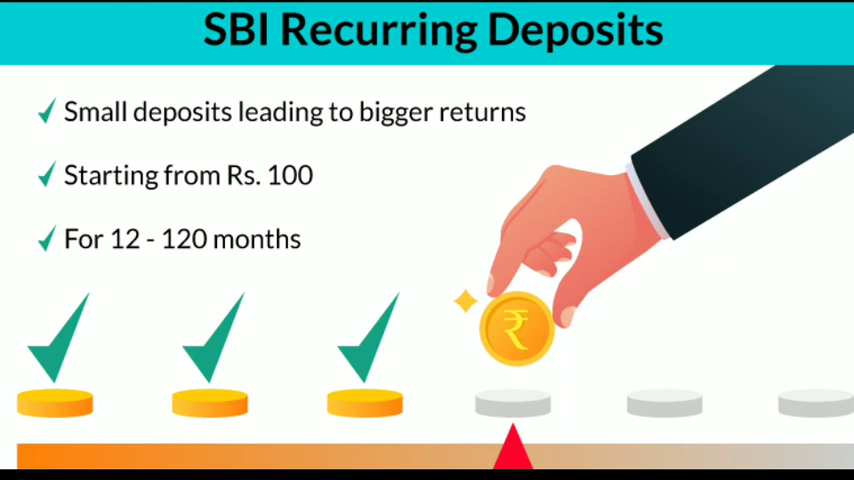 SBI Recurring Deposits
Small deposits leading to bigger returns
Starting from Rs. 100
For 12 - 120 months
₹